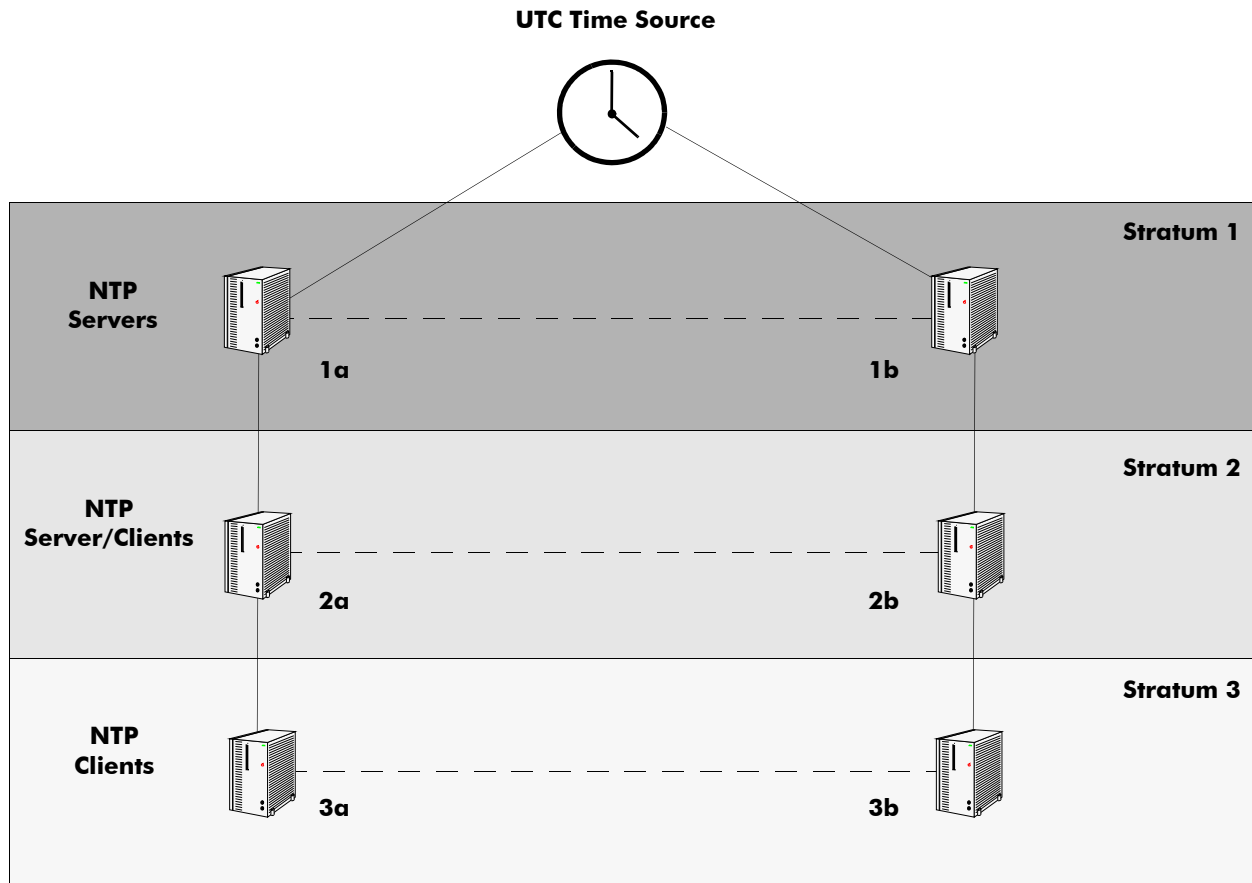 UTC Time Source
Stratum 1
NTP
Servers
1a
1b
Stratum 2
NTP
Server/Clients
2a
2b
Stratum 3
NTP
Clients
3a
3b